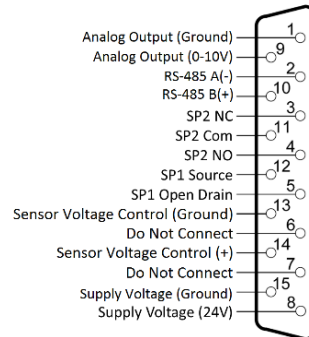 Analog Output (Ground) 1
Analog Output (0-10V) 9
RS-485 A(-) 2
RS-485 B(+) 10
SP2 NC 3
SP2 Com 11
SP2 NO 4
SP1 Source 12
SP1 Open Drain 5
Sensor Voltage Control (Ground) 13
Do Not Connect 6
Sensor Voltage Control (+) 14
Do Not Connect 7
Supply Voltage (Ground) 15
Supply Voltage (24V) 8